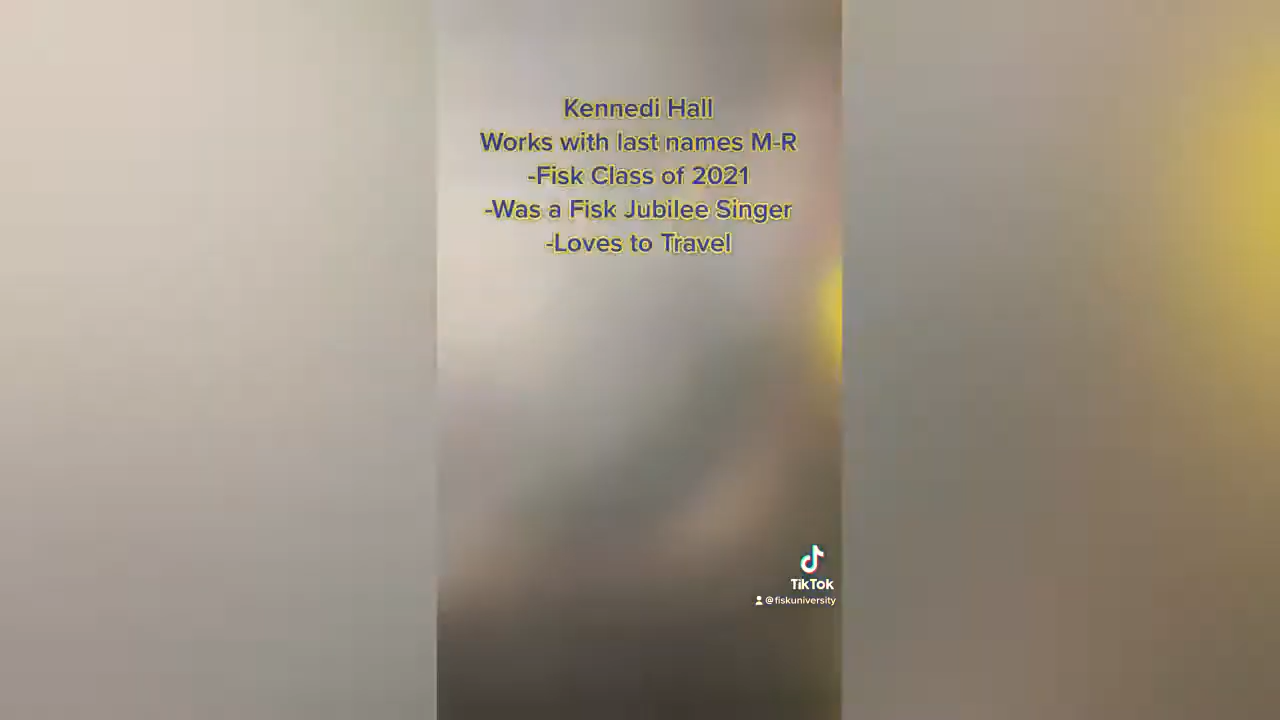 Kennedi Hall
Works with last names M-R
-Fisk Class of 2021
-Was a Fisk Jubilee Singer
-Loves to Travel
TikTok
@fiskuniversity